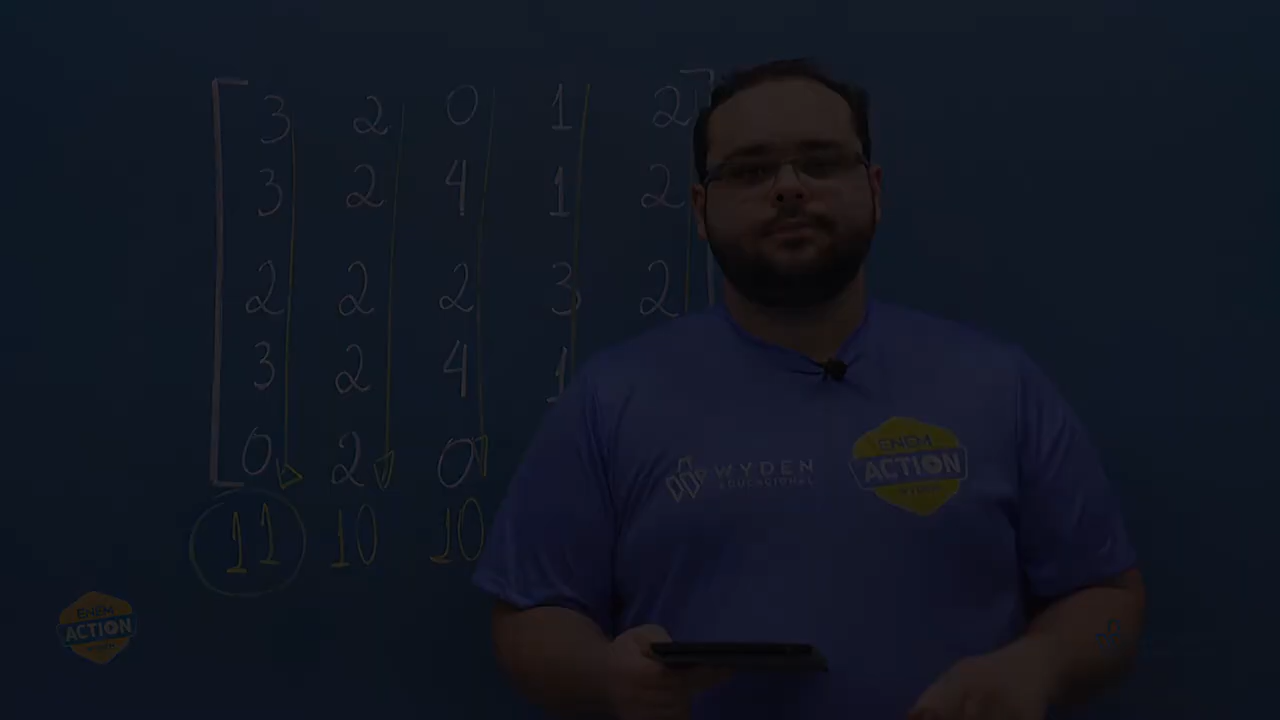 3 2 0 1 2
3 2 4 1 2
2 2 2 3 2
3 2 4 1
0 2 0
11 10 10
WYDEN
EDUCACIONAL
ENEM
ACTION
ENEM
ACTION